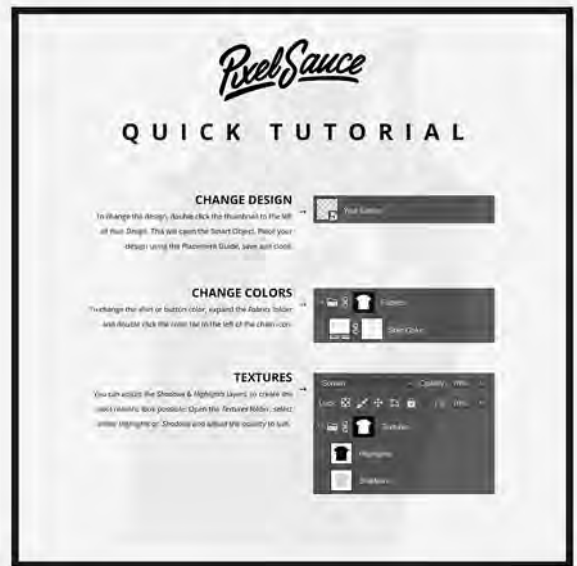 Pixel Sauce
QUICK TUTORIAL
CHANGE DESIGN
To change the design, double click the thumbnail to the left
of Your Design. This will open the Smart Object. Place your
design using the Placement Guide, save and close.
Your Design
CHANGE COLORS
To change the shirt or button color, expand the Fabrics folder
and double click the color tile to the left of the chain icon.
Fabrics
Shirt Color
TEXTURES
You can adjust the Shadows & Highlights layers, to create the
most realistic look possible. Open the Textures folder, select
either Highlights or Shadows and adjust the opacity to suit.
Screen Opacity:
Lock:
Textures
Highlights
Shadows